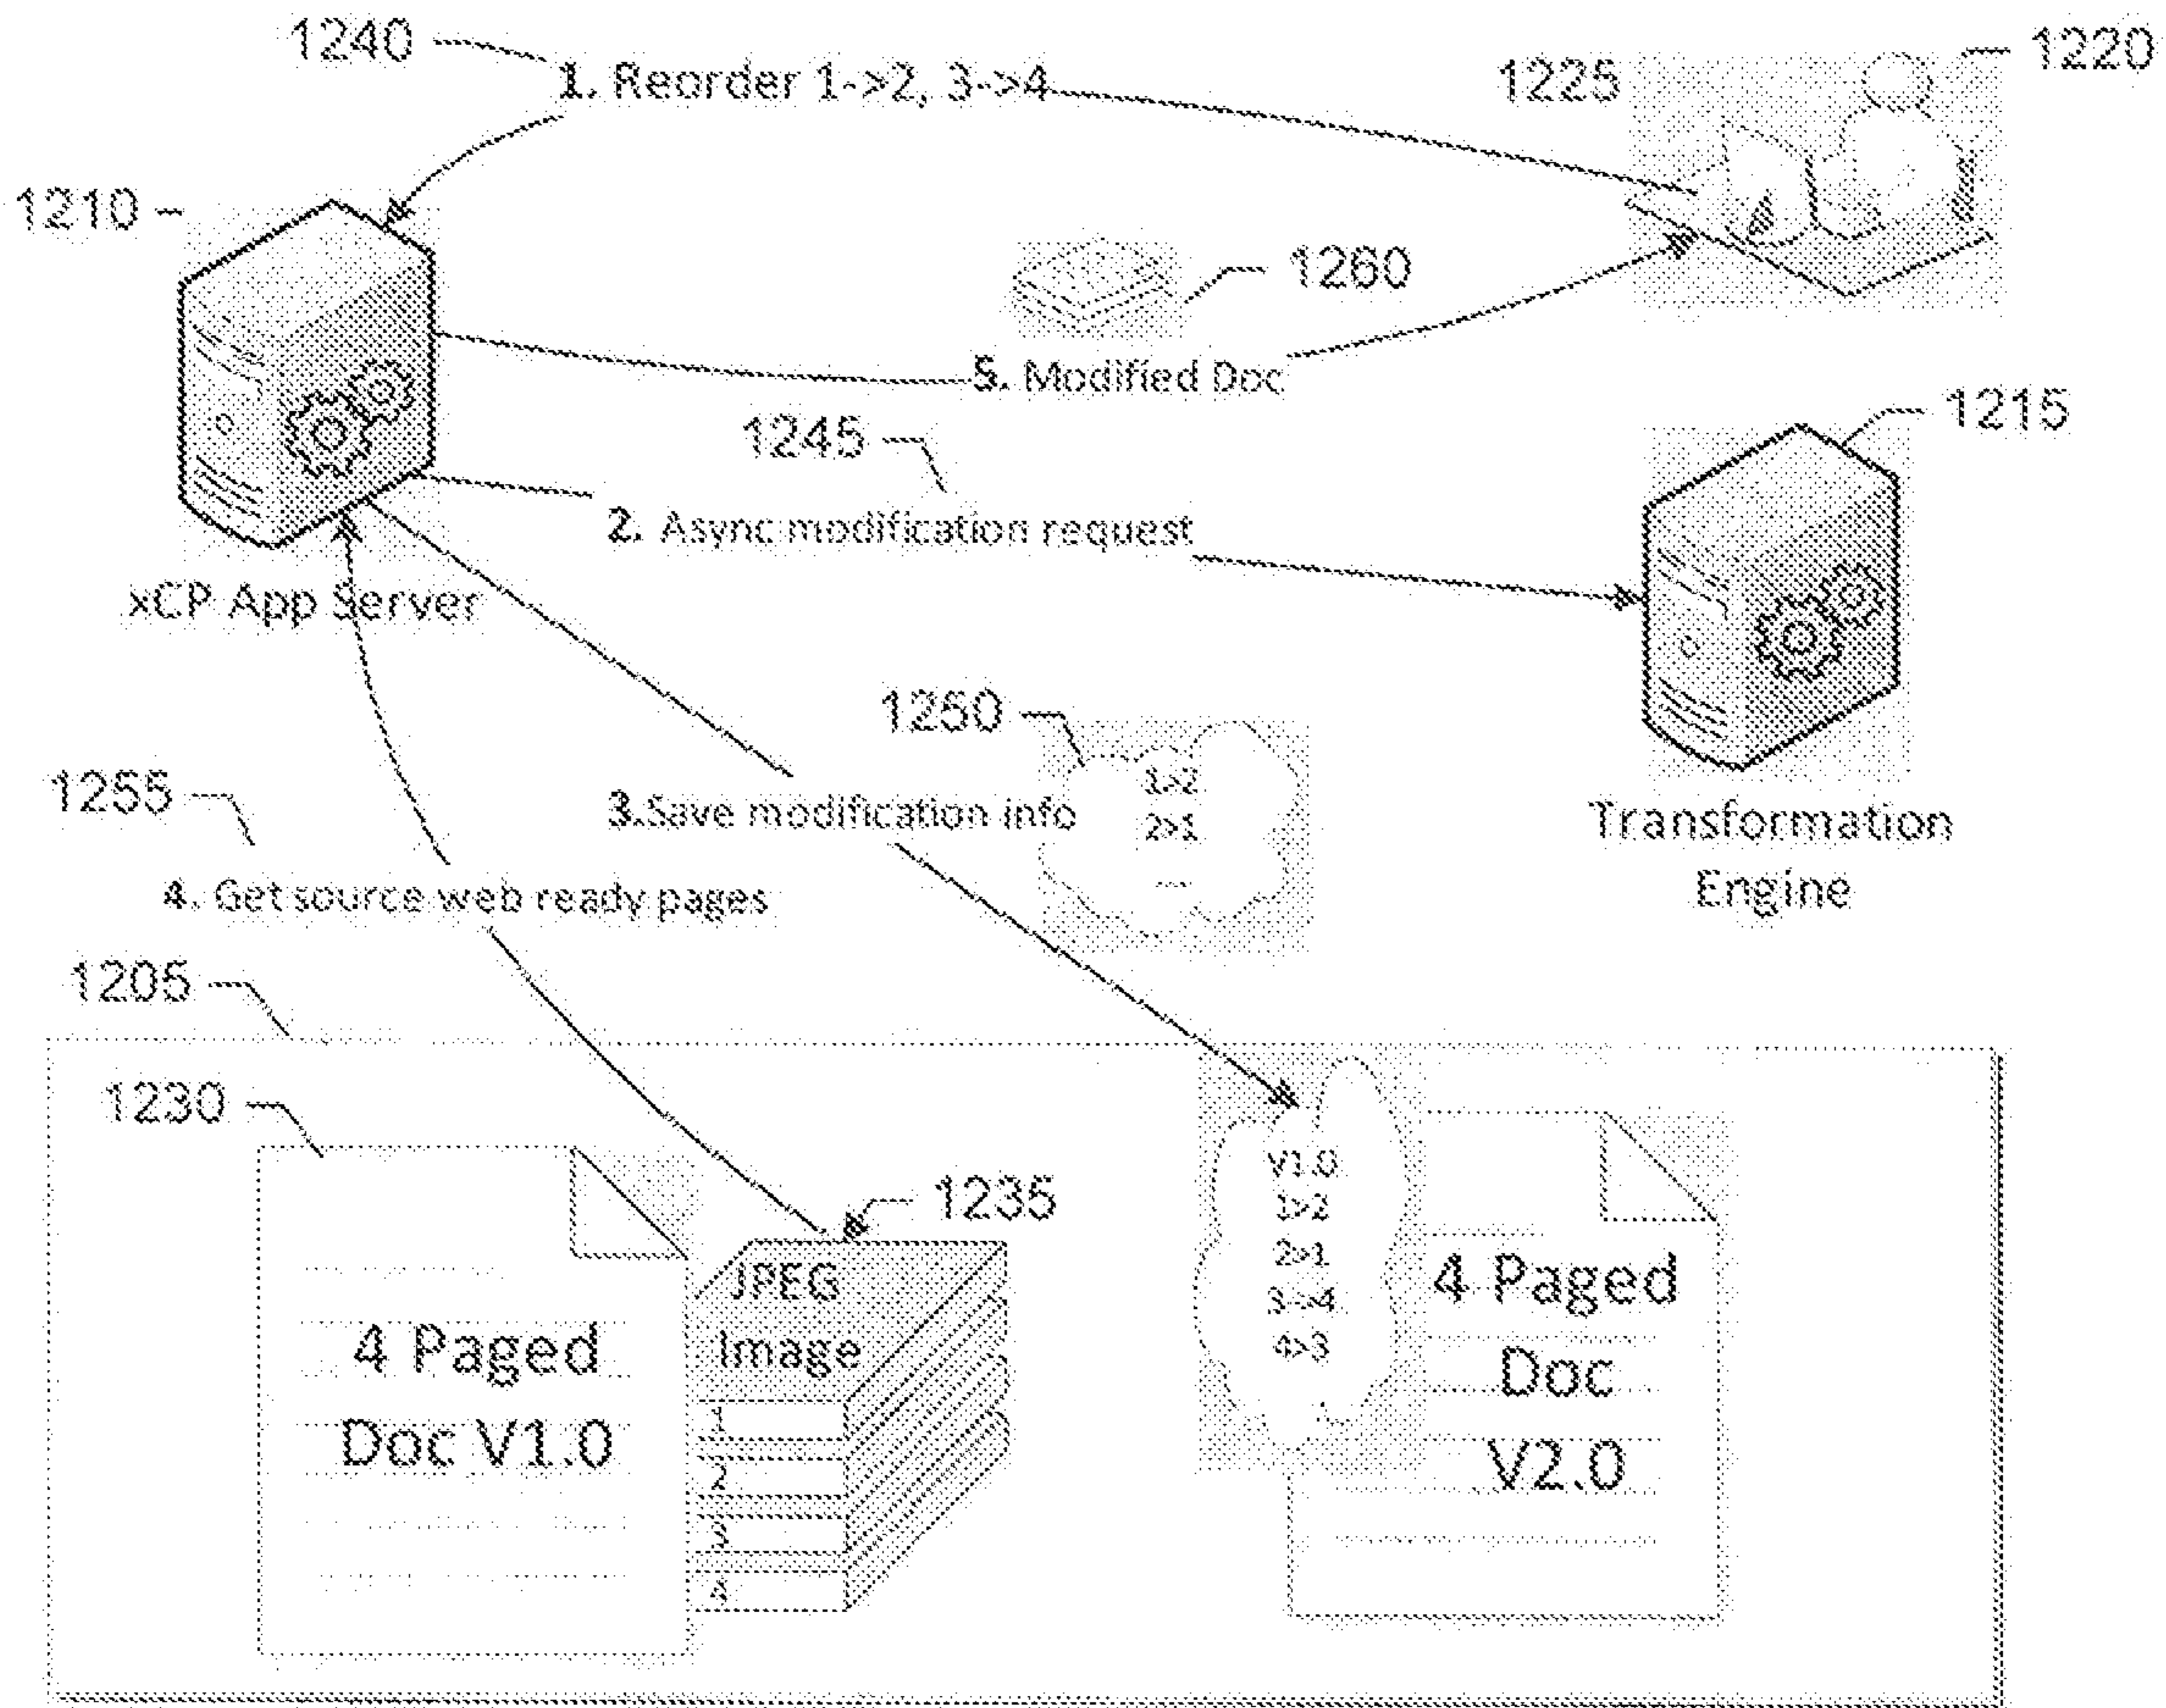 1240
1. Reorder 1->2, 3->4
1225
1220
1210
1260
5. Modified Doc
1215
1245
2. Async modification request
xCP App Server
1250
1>2
2>1
...
Transformation
Engine
1255
3.Save modification info
4. Get source web ready pages
1205
1230
1235
4 Paged
Doc V1.0
JPEG
Image
1
2
3
4
V1.0
1>2
2>1
3->4
4>3
4 Paged
Doc
V2.0